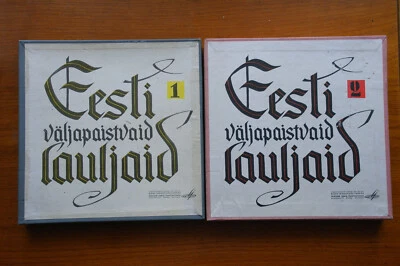 Eesti
1
väljapaistvaid
lauljaid
Eesti
2
väljapaistvaid
lauljaid